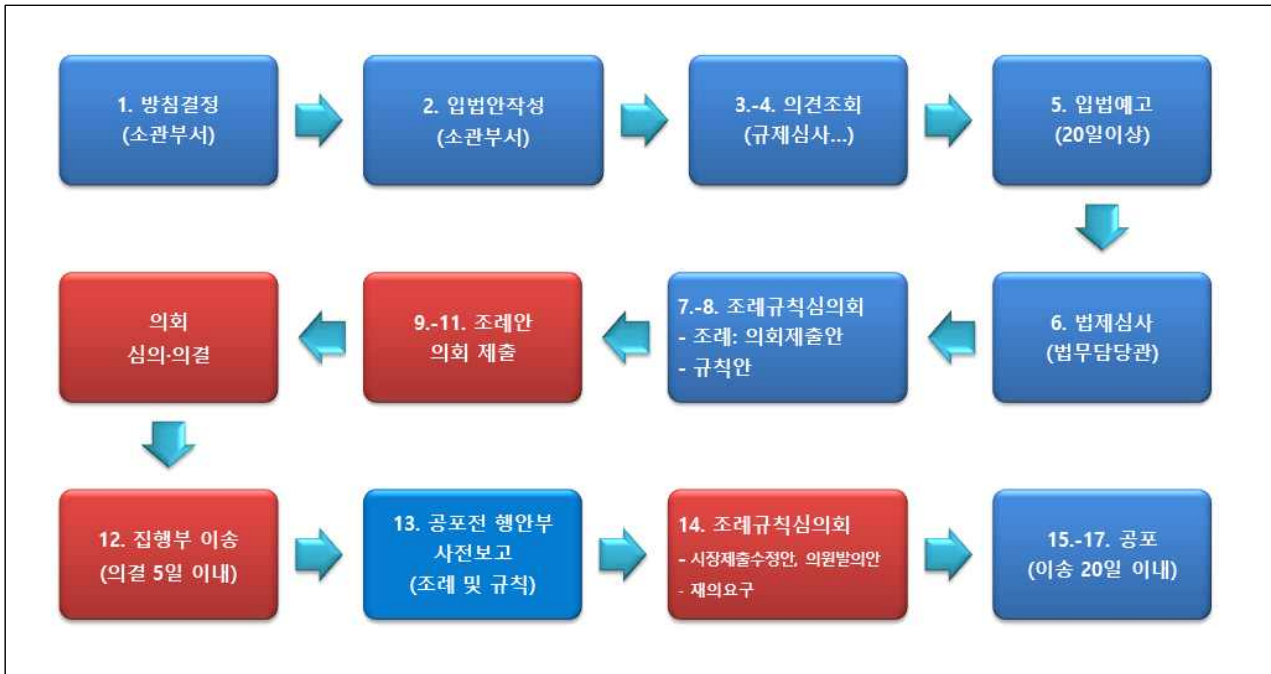 1. 방침결정
(소관부서)
2. 입법안작성
(소관부서)
3.-4. 의견조회
(규제심사...)
5. 입법예고
(20일이상)
6. 법제심사
(법무담당관)
7.-8. 조례규칙심의회
- 조례: 의회제출안
- 규칙안
9.-11. 조례안
의회 제출
의회
심의·의결
12. 집행부 이송
(의결 5일 이내)
13. 공포전 행안부
사전보고
(조례 및 규칙)
14. 조례규칙심의회
- 시장제출수정안, 의원발의안
- 재의요구
15.-17. 공포
(이송 20일 이내)